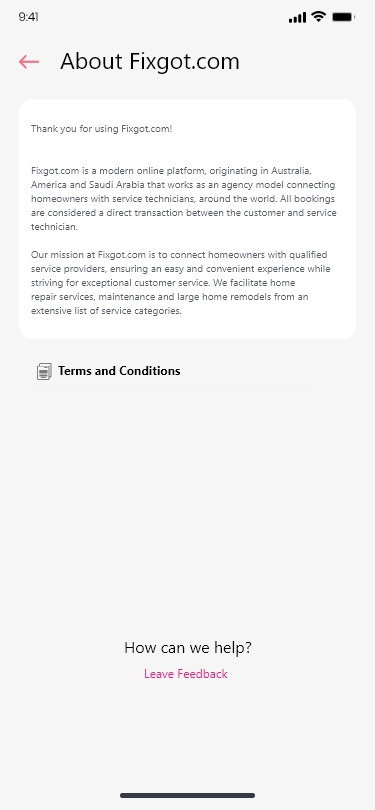 9:41
About Fixgot.com
Thank you for using Fixgot.com!
Fixgot.com is a modern online platform, originating in Australia,
America and Saudi Arabia that works as an agency model connecting
homeowners with service technicians, around the world. All bookings
are considered a direct transaction between the customer and service
technician.
Our mission at Fixgot.com is to connect homeowners with qualified
service providers, ensuring an easy and convenient experience while
striving for exceptional customer service. We facilitate home
repair services, maintenance and large home remodels from an
extensive list of service categories.
Terms and Conditions
How can we help?
Leave Feedback